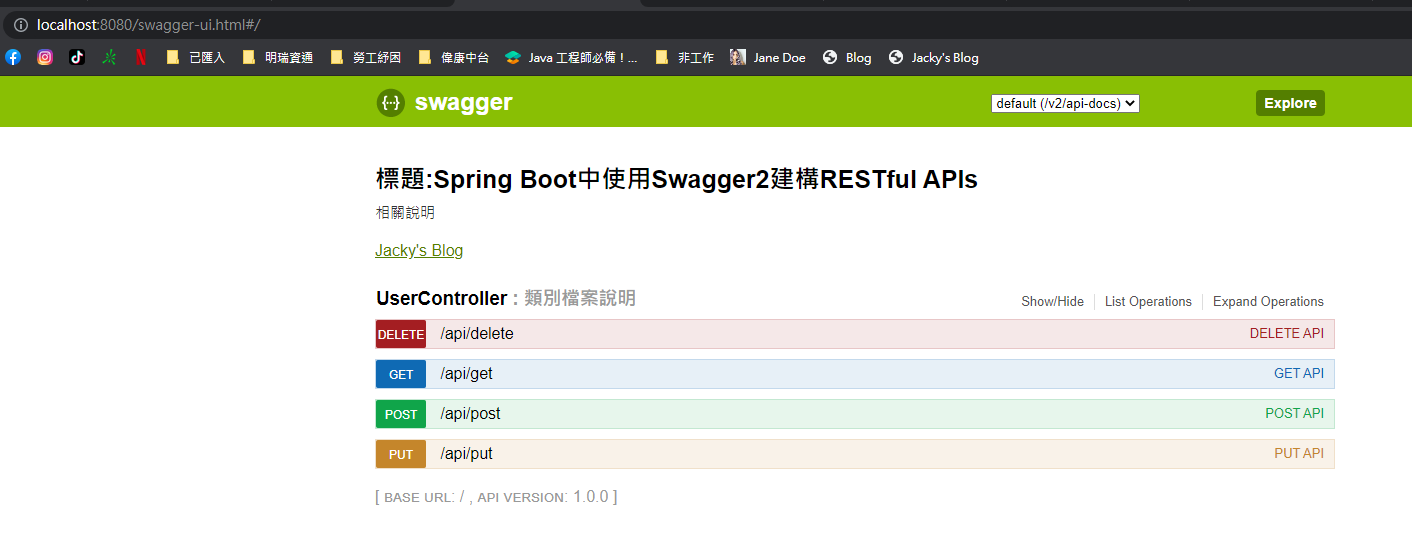 localhost:8080/swagger-ui.html#/
已匯入 明瑞資通 勞工紓困 偉康中台 Java 工程師必備！... 非工作 Jane Doe Blog Jacky's Blog
{···} swagger default (/v2/api-docs) Explore
標題:Spring Boot中使用Swagger2建構RESTful APIs
相關說明
Jacky's Blog
UserController : 類別檔案說明 Show/Hide List Operations Expand Operations
DELETE /api/delete DELETE API
GET /api/get GET API
POST /api/post POST API
PUT /api/put PUT API
[ BASE URL: / , API VERSION: 1.0.0 ]